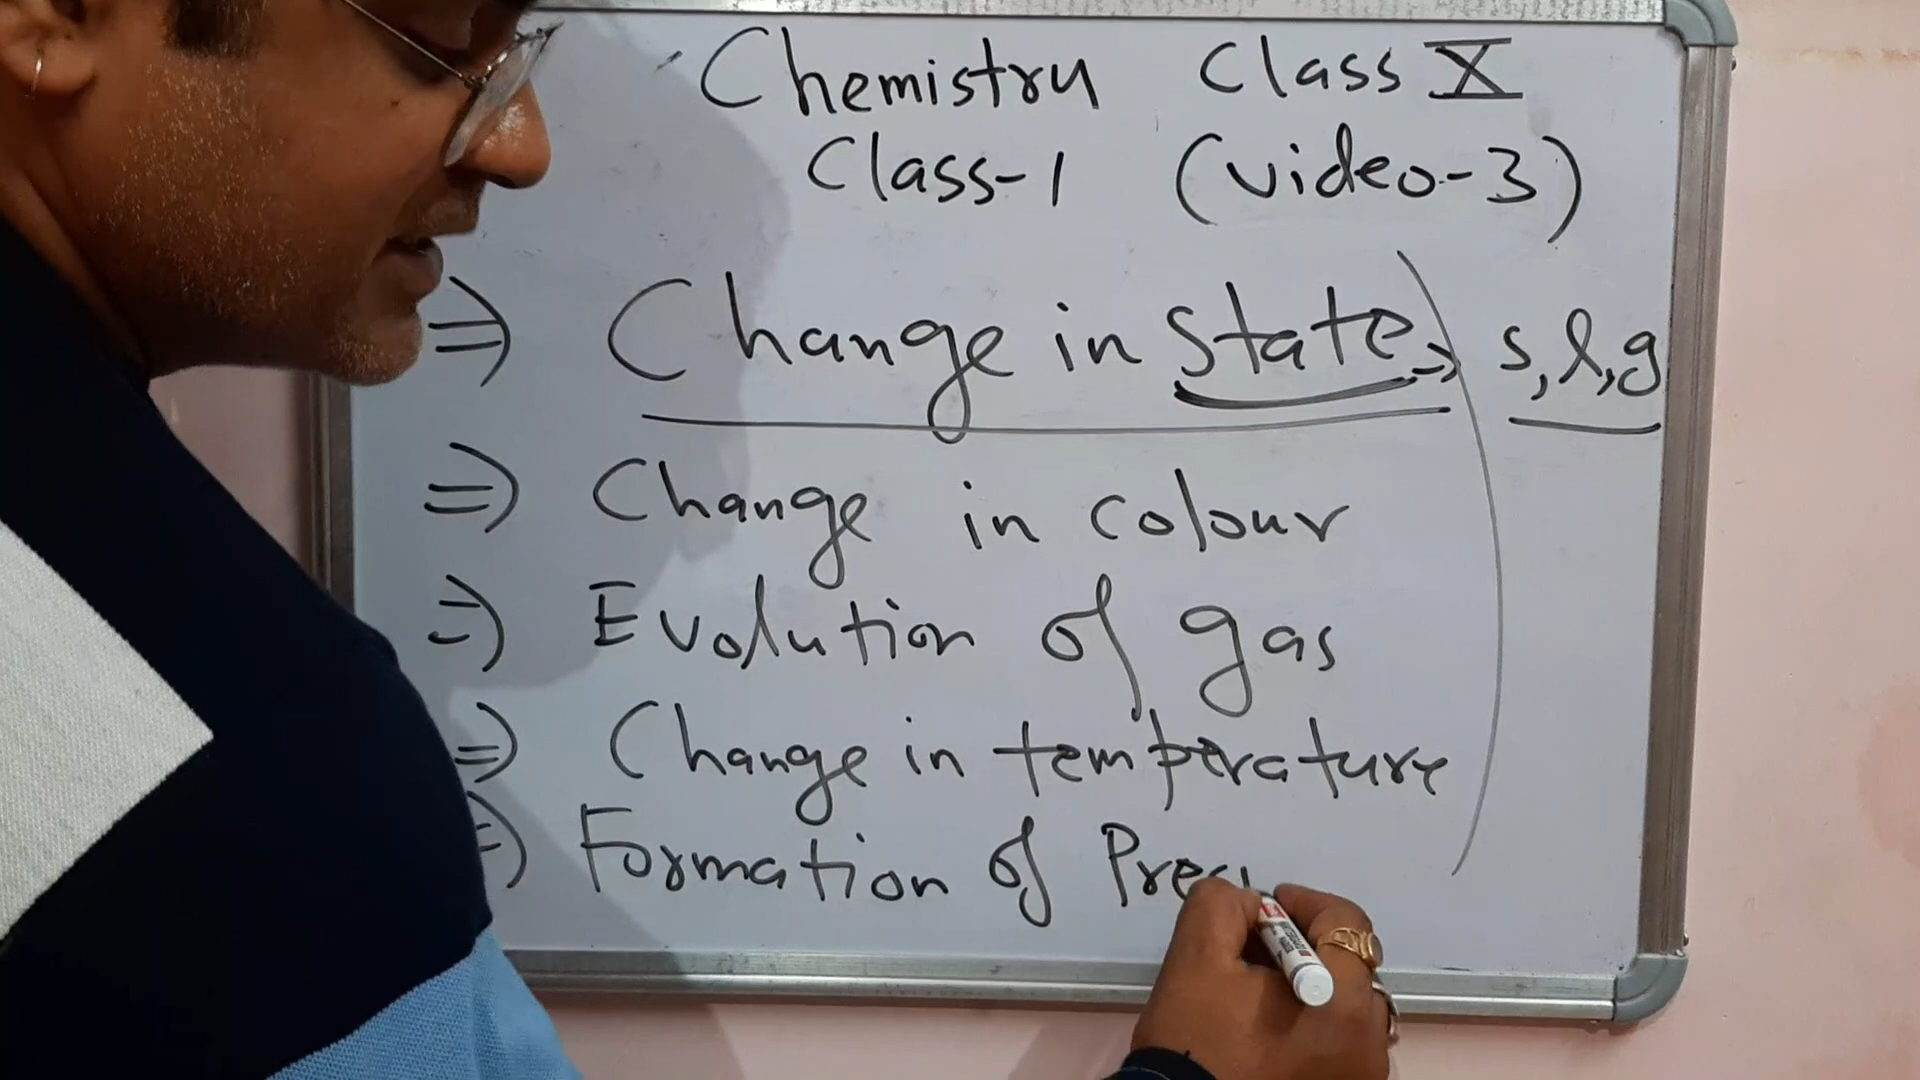 Chemistry Class X
Class-1 (video-3)
⇒ Change in state → s, l, g
⇒ Change in colour
⇒ Evolution of gas
⇒ Change in temperature
⇒ Formation of